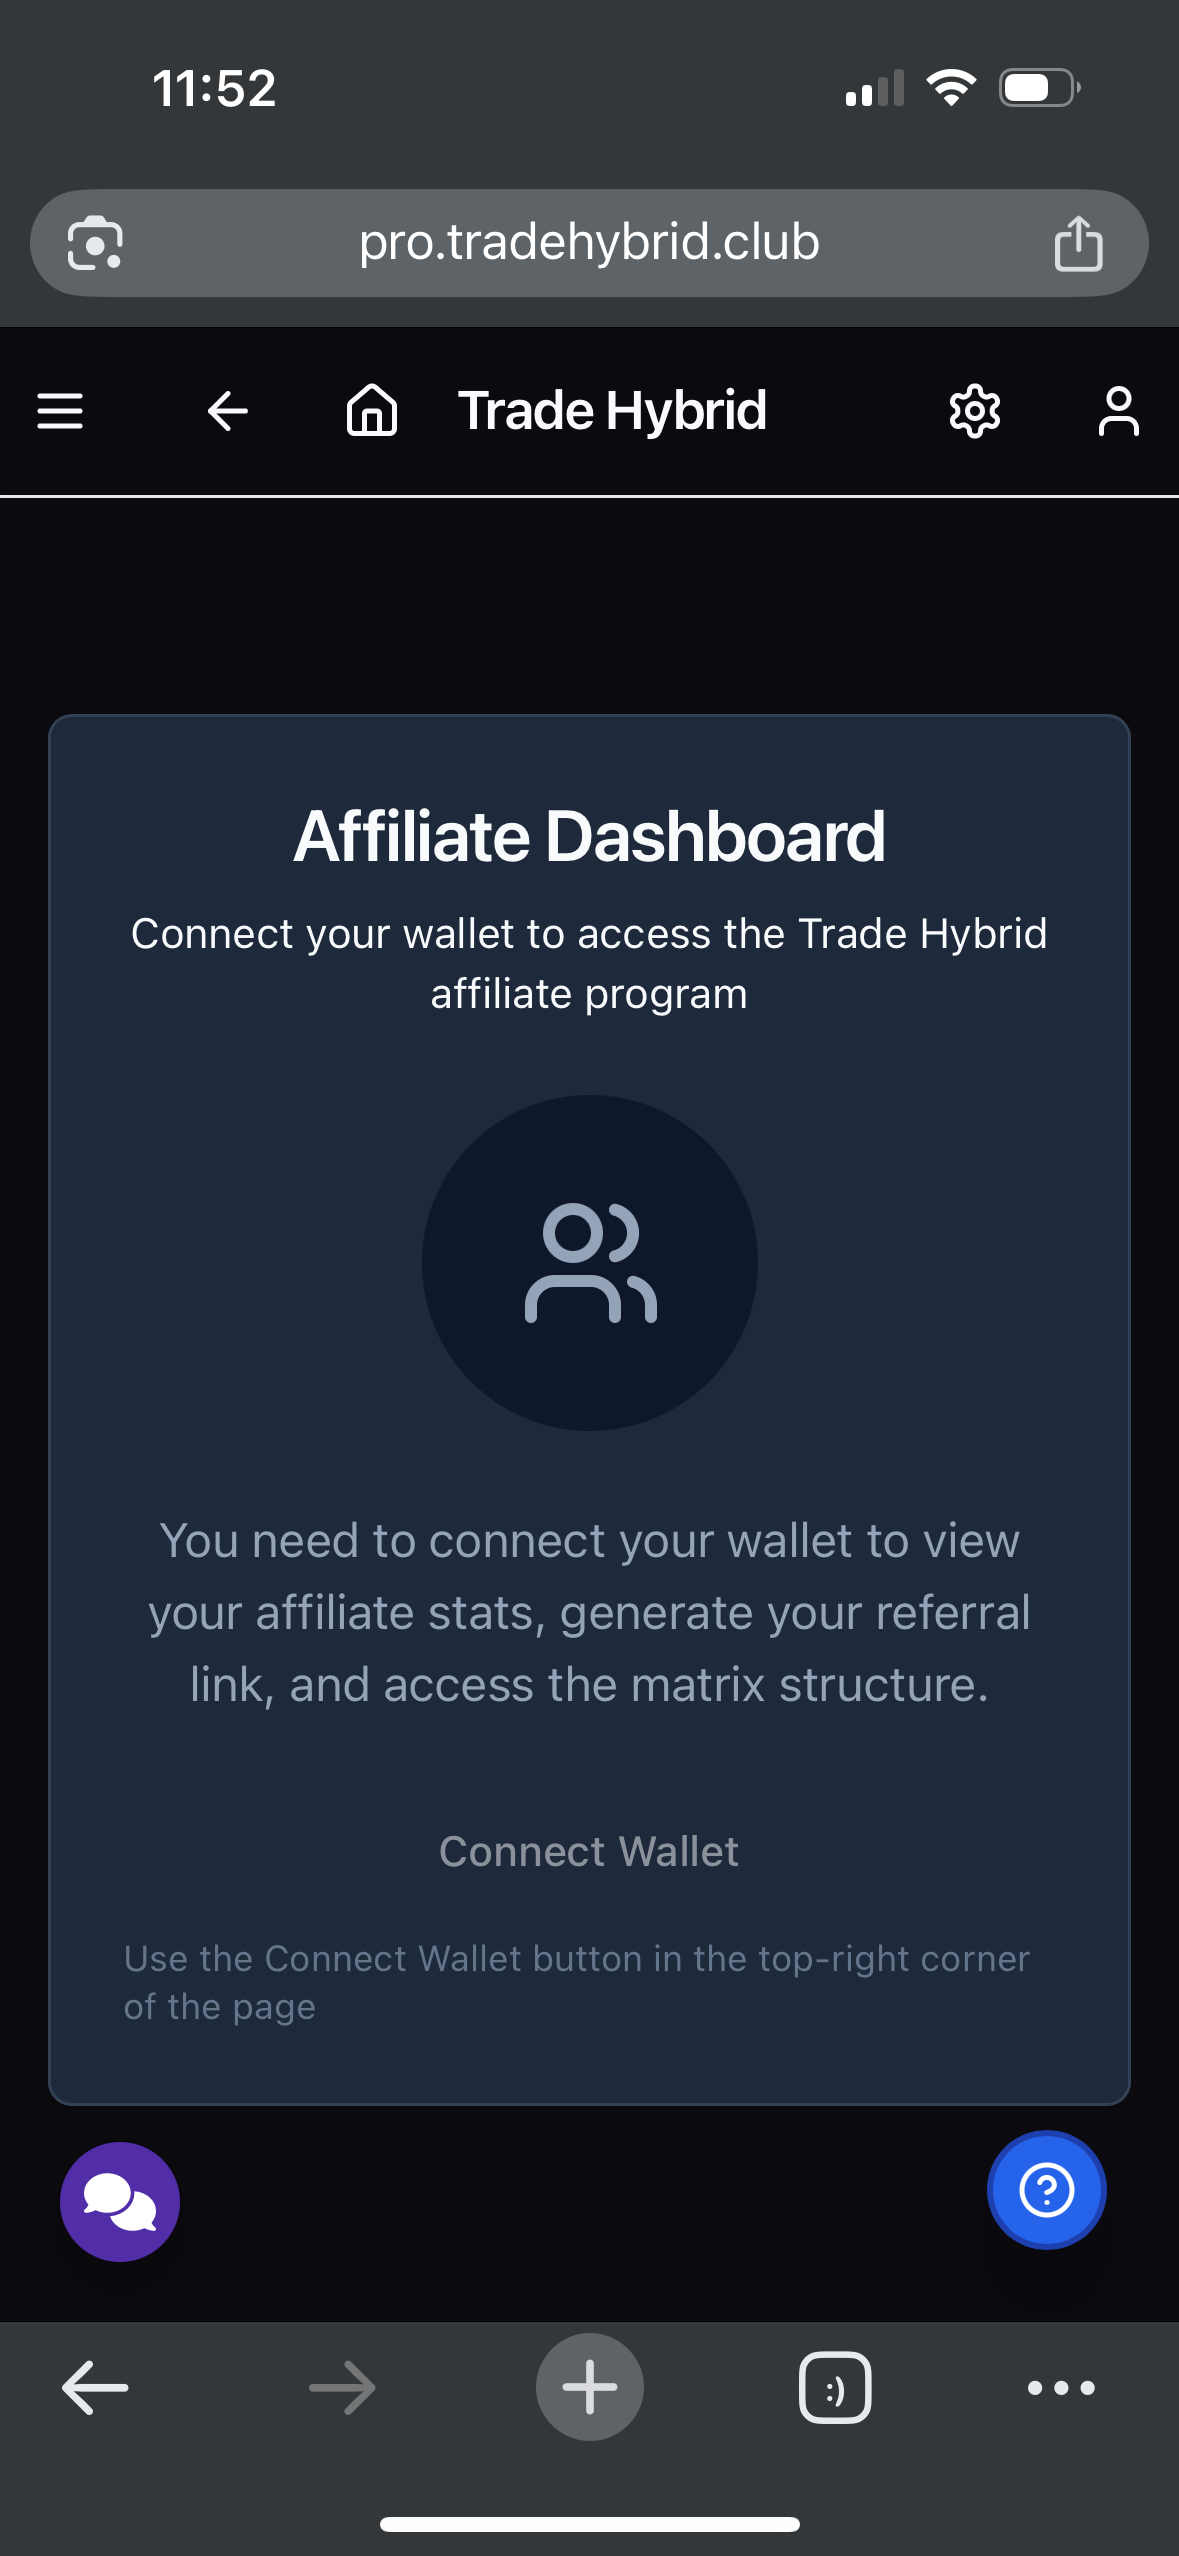 11:52
pro.tradehybrid.club
Trade Hybrid
Affiliate Dashboard
Connect your wallet to access the Trade Hybrid
affiliate program
You need to connect your wallet to view
your affiliate stats, generate your referral
link, and access the matrix structure.
Connect Wallet
Use the Connect Wallet button in the top-right corner
of the page
:)